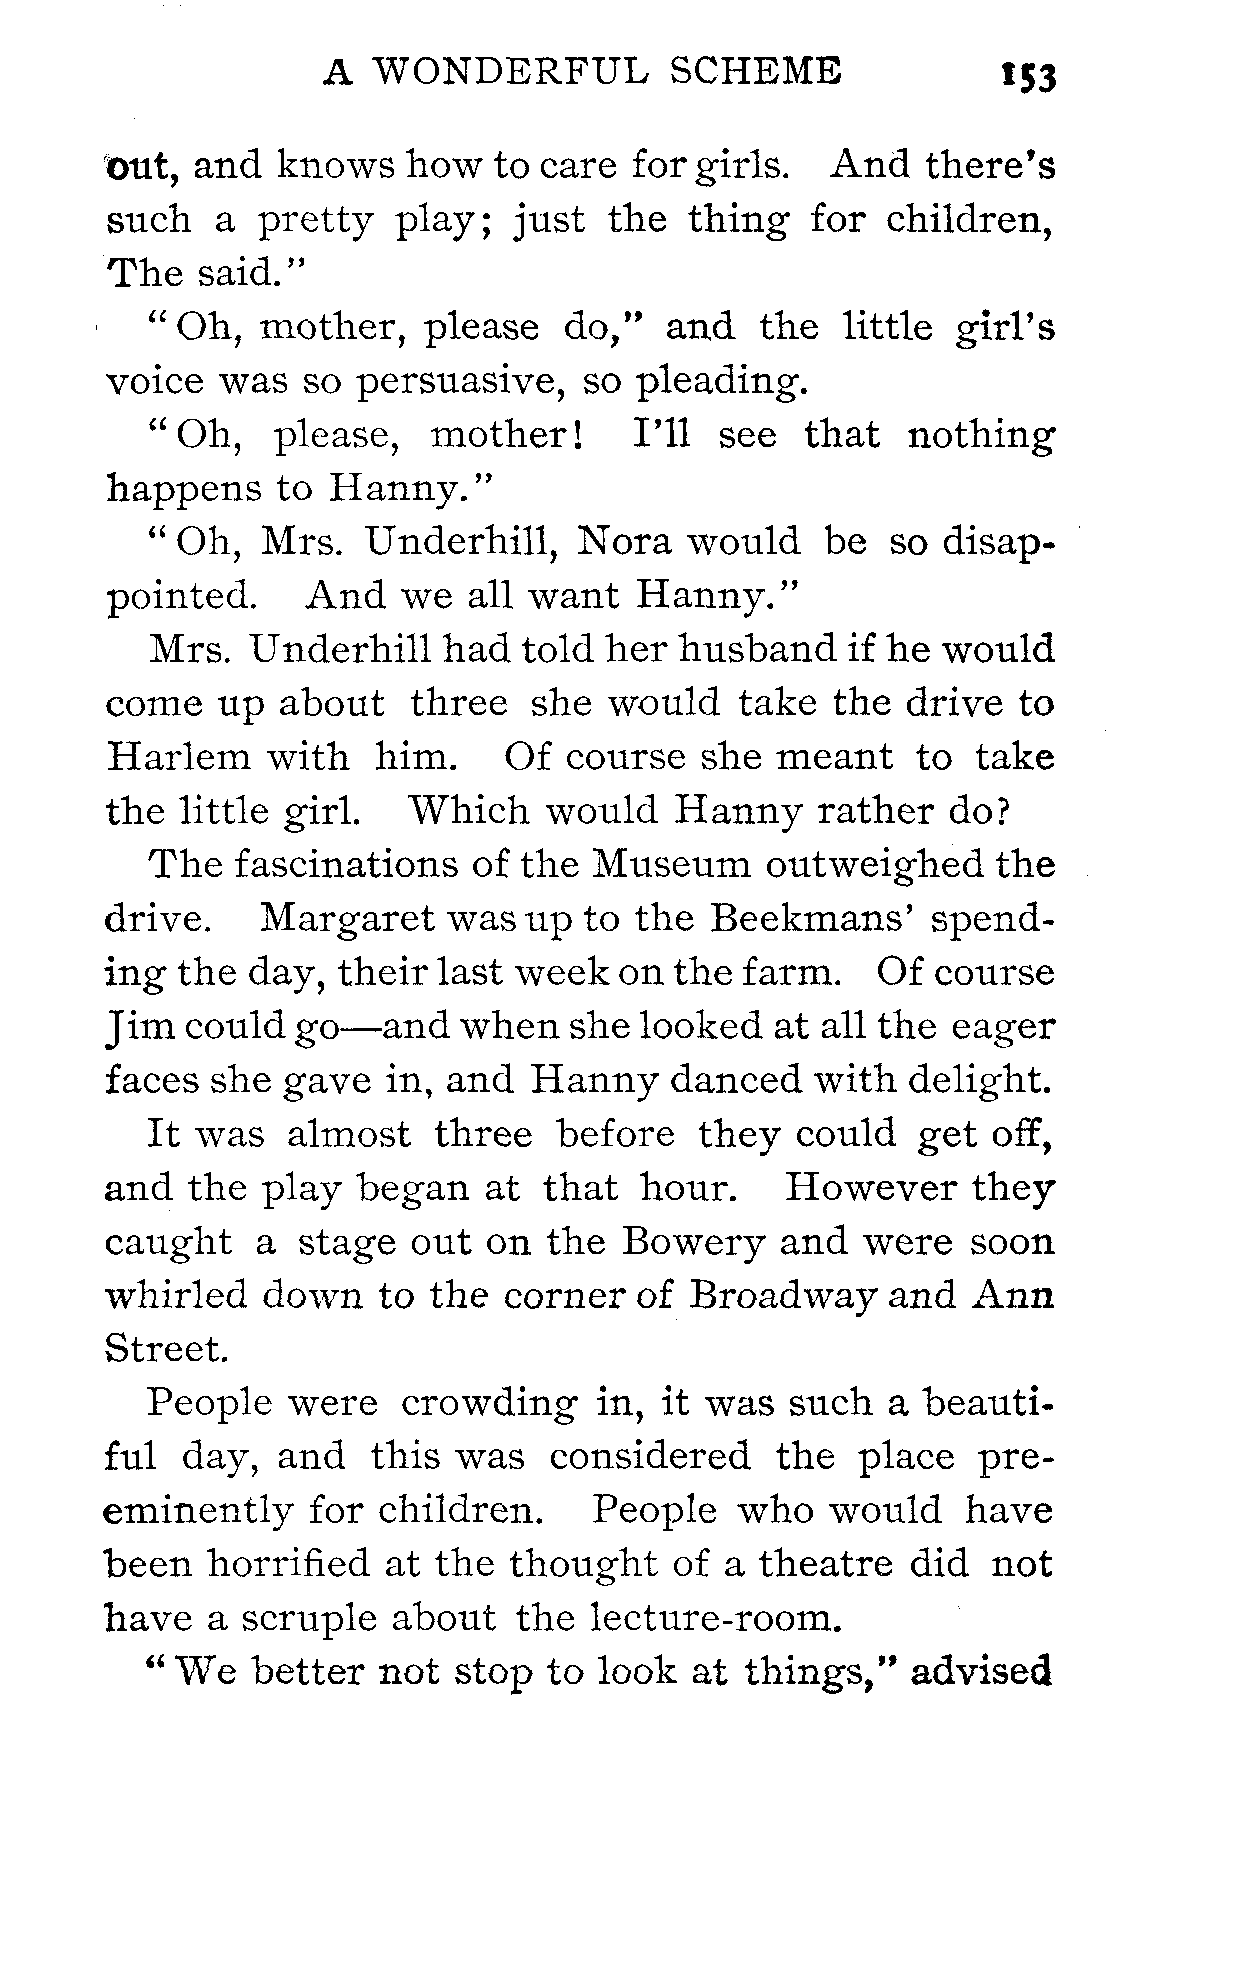 A WONDERFUL SCHEME 153
out, and knows how to care for girls. And there's
such a pretty play; just the thing for children,
The said."
"Oh, mother, please do," and the little girl's
voice was so persuasive, so pleading.
"Oh, please, mother! I'll see that nothing
happens to Hanny."
"Oh, Mrs. Underhill, Nora would be so disap-
pointed. And we all want Hanny."
Mrs. Underhill had told her husband if he would
come up about three she would take the drive to
Harlem with him. Of course she meant to take
the little girl. Which would Hanny rather do?
The fascinations of the Museum outweighed the
drive. Margaret was up to the Beekmans' spend-
ing the day, their last week on the farm. Of course
Jim could go—and when she looked at all the eager
faces she gave in, and Hanny danced with delight.
It was almost three before they could get off,
and the play began at that hour. However they
caught a stage out on the Bowery and were soon
whirled down to the corner of Broadway and Ann
Street.
People were crowding in, it was such a beauti-
ful day, and this was considered the place pre-
eminently for children. People who would have
been horrified at the thought of a theatre did not
have a scruple about the lecture-room.
"We better not stop to look at things," advised